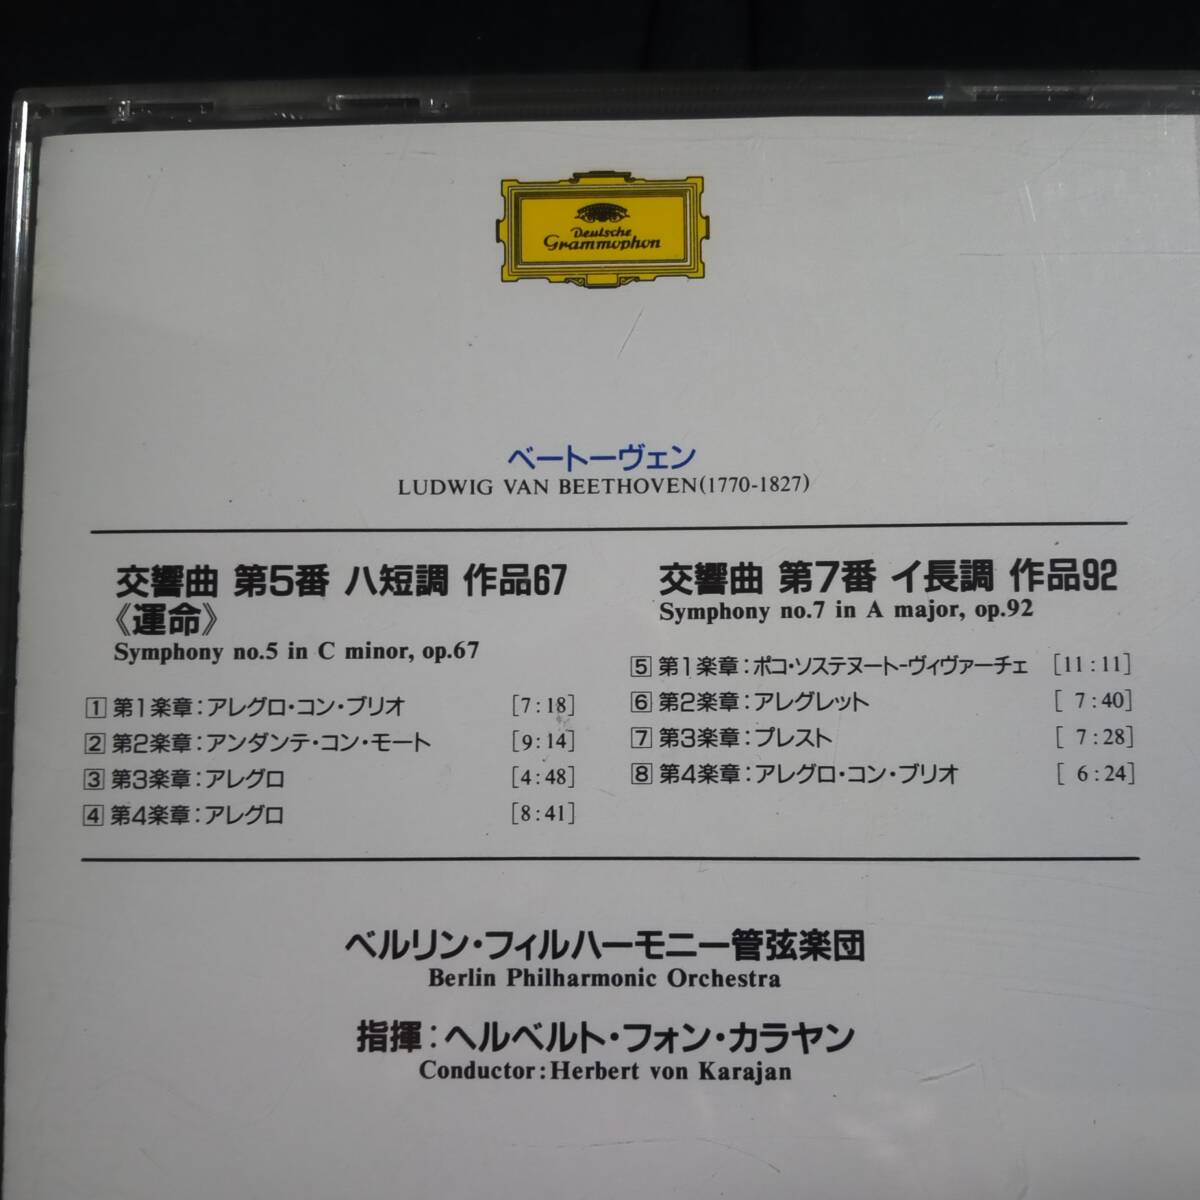 Deutsche
Grammophon
ベートーヴェン
LUDWIG VAN BEETHOVEN(1770-1827)
交響曲 第5番 ハ短調 作品67
《運命》
Symphony no.5 in C minor, op.67
1 第1楽章：アレグロ・コン・ブリオ [7:18]
2 第2楽章：アンダンテ・コン・モート [9:14]
3 第3楽章：アレグロ [4:48]
4 第4楽章：アレグロ [8:41]
交響曲 第7番 イ長調 作品92
Symphony no.7 in A major, op.92
5 第1楽章：ポコ・ソステヌート-ヴィヴァーチェ [11:11]
6 第2楽章：アレグレット [7:40]
7 第3楽章：プレスト [7:28]
8 第4楽章：アレグロ・コン・ブリオ [6:24]
ベルリン・フィルハーモニー管弦楽団
Berlin Philharmonic Orchestra
指揮：ヘルベルト・フォン・カラヤン
Conductor:Herbert von Karajan